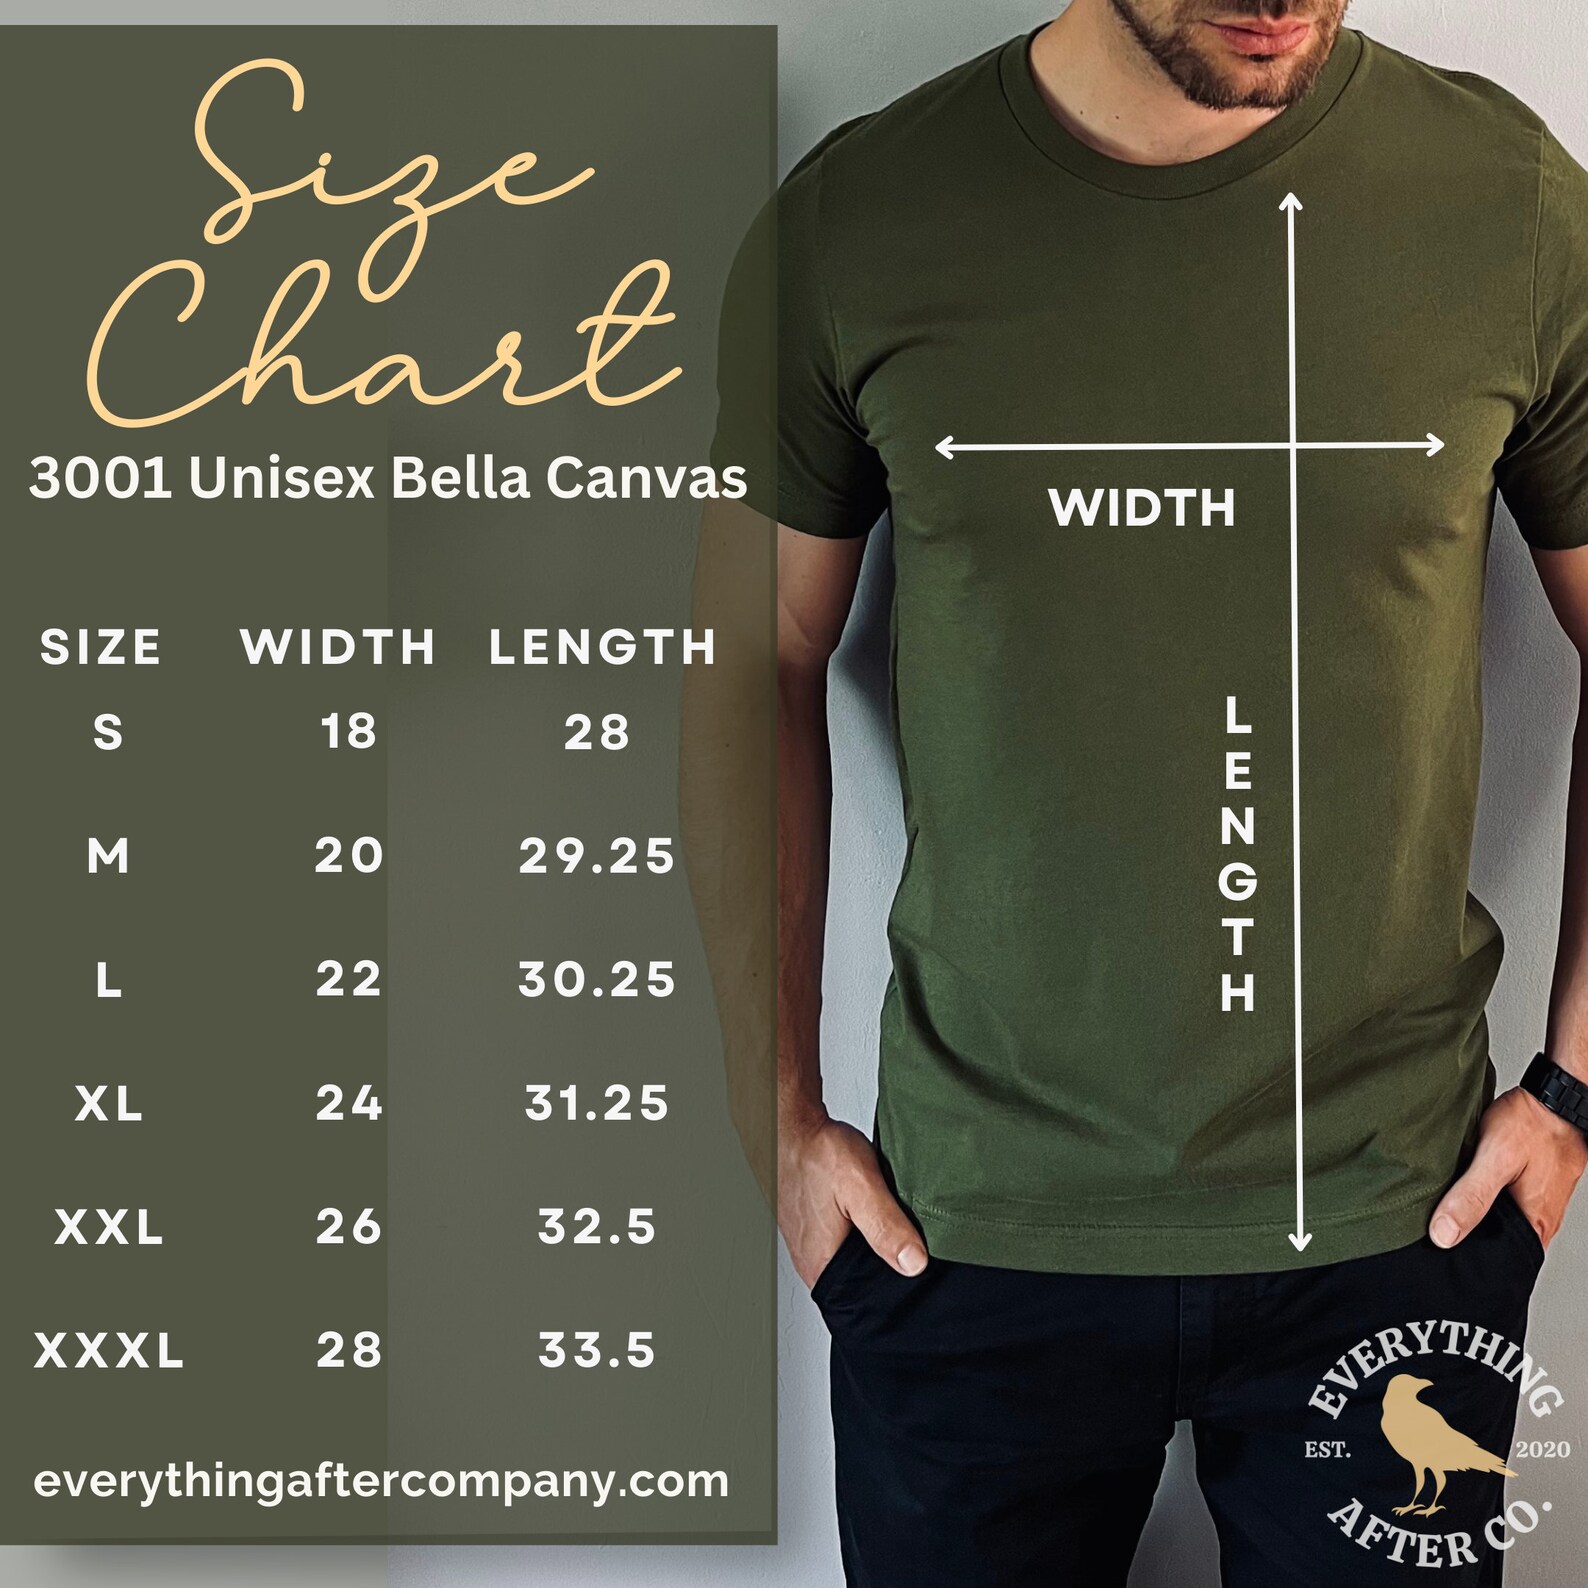 Size
Chart
3001 Unisex Bella Canvas
SIZE WIDTH LENGTH
S 18 28
M 20 29.25
L 22 30.25
XL 24 31.25
XXL 26 32.5
XXXL 28 33.5
everythingaftercompany.com
WIDTH
LENGTH
EVERYTHING
EST. 2020
AFTER CO.